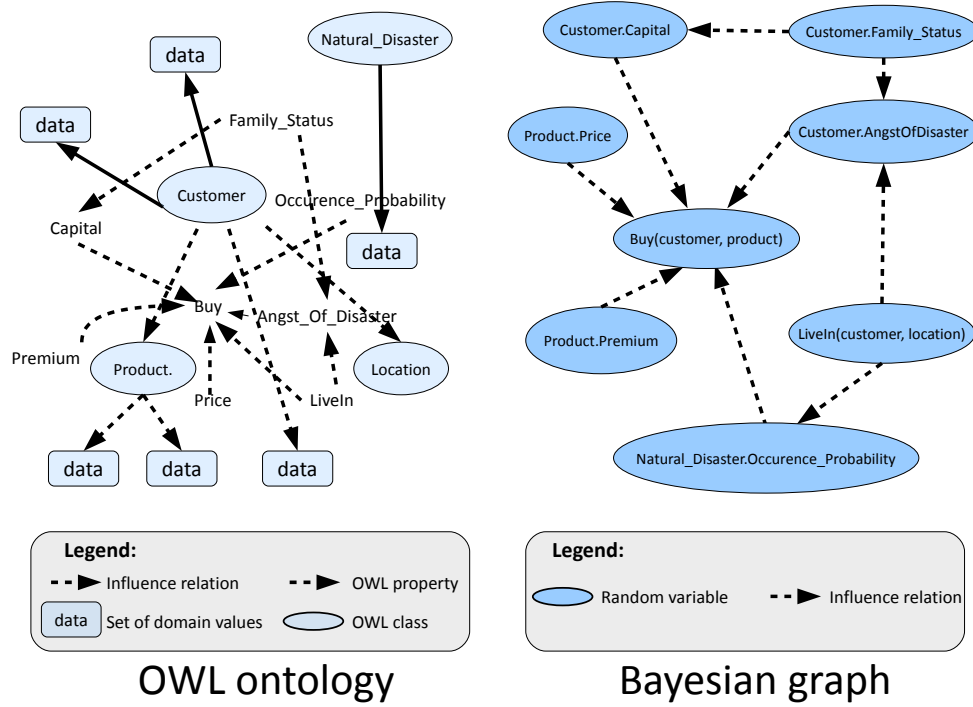 Natural_Disaster
data
data
Family_Status
Customer
Occurence_Probability
Capital
data
Buy
Angst_Of_Disaster
Premium
Product.
Location
Price
LiveIn
data
data
data
Legend:
Influence relation
OWL property
data
Set of domain values
OWL class
OWL ontology
Customer.Capital
Customer.Family_Status
Product.Price
Customer.AngstOfDisaster
Buy(customer, product)
Product.Premium
LiveIn(customer, location)
Natural_Disaster.Occurence_Probability
Legend:
Random variable
Influence relation
Bayesian graph